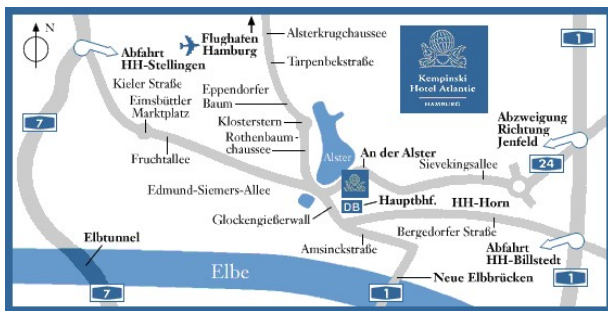 N
Flughafen
Hamburg
Alsterkrugchaussee
Tarpenbekstraße
Abfahrt
HH-Stellingen
Kieler Straße
Eimsbüttler
Marktplatz
Eppendorfer
Baum
Klosterstern
Rothenbaum-
chaussee
Fruchtallee
7
Kempinski
Hotel Atlantic
HAMBURG
1
Abzweigung
Richtung
Jenfeld
24
Alster
An der Alster
Sievekingsallee
Edmund-Siemers-Allee
DB
Hauptbhf.
HH-Horn
Glockengießerwall
Bergedorfer Straße
Amsinckstraße
Abfahrt
HH-Billstedt
Elbtunnel
Elbe
Neue Elbbrücken
7
1
1